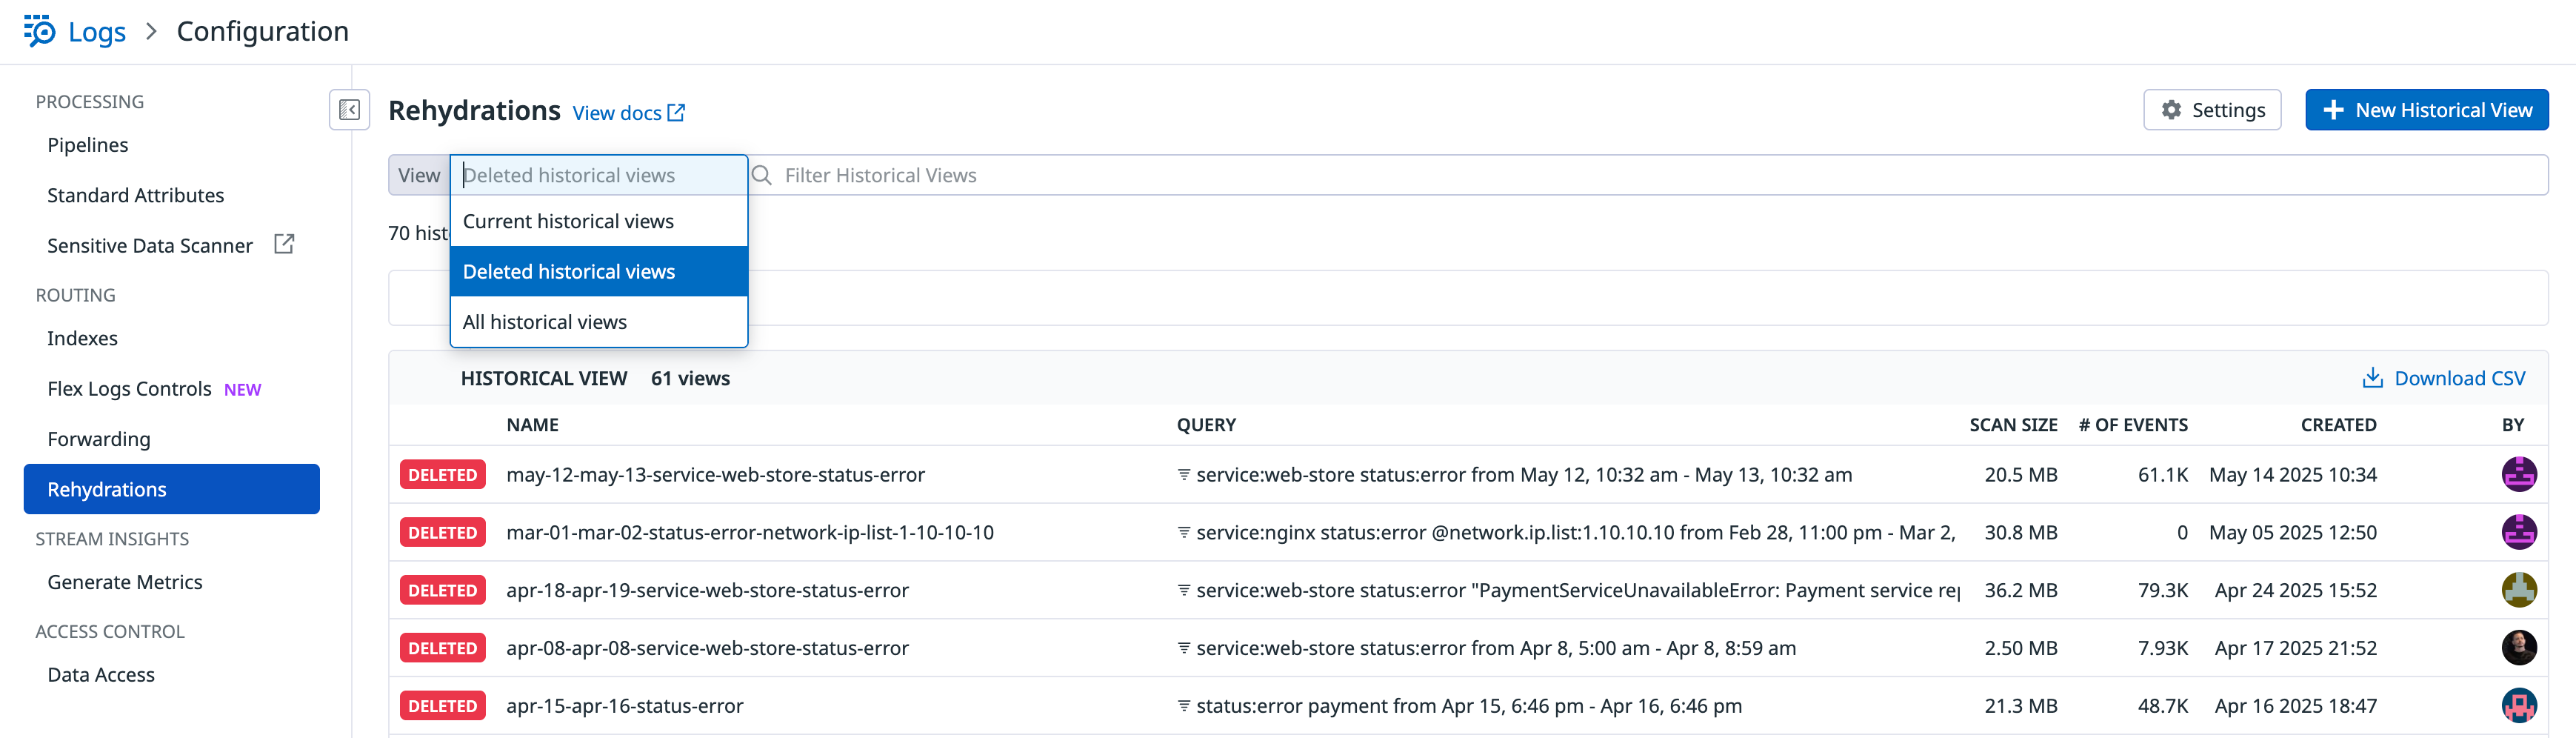 Logs > Configuration
PROCESSING
Pipelines
Standard Attributes
Sensitive Data Scanner
ROUTING
Indexes
Flex Logs Controls NEW
Forwarding
Rehydrations
STREAM INSIGHTS
Generate Metrics
ACCESS CONTROL
Data Access
Rehydrations View docs
Settings
New Historical View
View Deleted historical views Filter Historical Views
Current historical views
Deleted historical views
All historical views
70
HISTORICAL VIEW 61 views Download CSV
NAME QUERY SCAN SIZE # OF EVENTS CREATED BY
DELETED may-12-may-13-service-web-store-status-error service:web-store status:error from May 12, 10:32 am - May 13, 10:32 am 20.5 MB 61.1K May 14 2025 10:34
DELETED mar-01-mar-02-status-error-network-ip-list-1-10-10-10 service:nginx status:error @network.ip.list:1.10.10.10 from Feb 28, 11:00 pm - Mar 2, 30.8 MB 0 May 05 2025 12:50
DELETED apr-18-apr-19-service-web-store-status-error service:web-store status:error "PaymentServiceUnavailableError: Payment service 36.2 MB 79.3K Apr 24 2025 15:52
DELETED apr-08-apr-08-service-web-store-status-error service:web-store status:error from Apr 8, 5:00 am - Apr 8, 8:59 am 2.50 MB 7.93K Apr 17 2025 21:52
DELETED apr-15-apr-16-status-error status:error payment from Apr 15, 6:46 pm - Apr 16, 6:46 pm 21.3 MB 48.7K Apr 16 2025 18:47